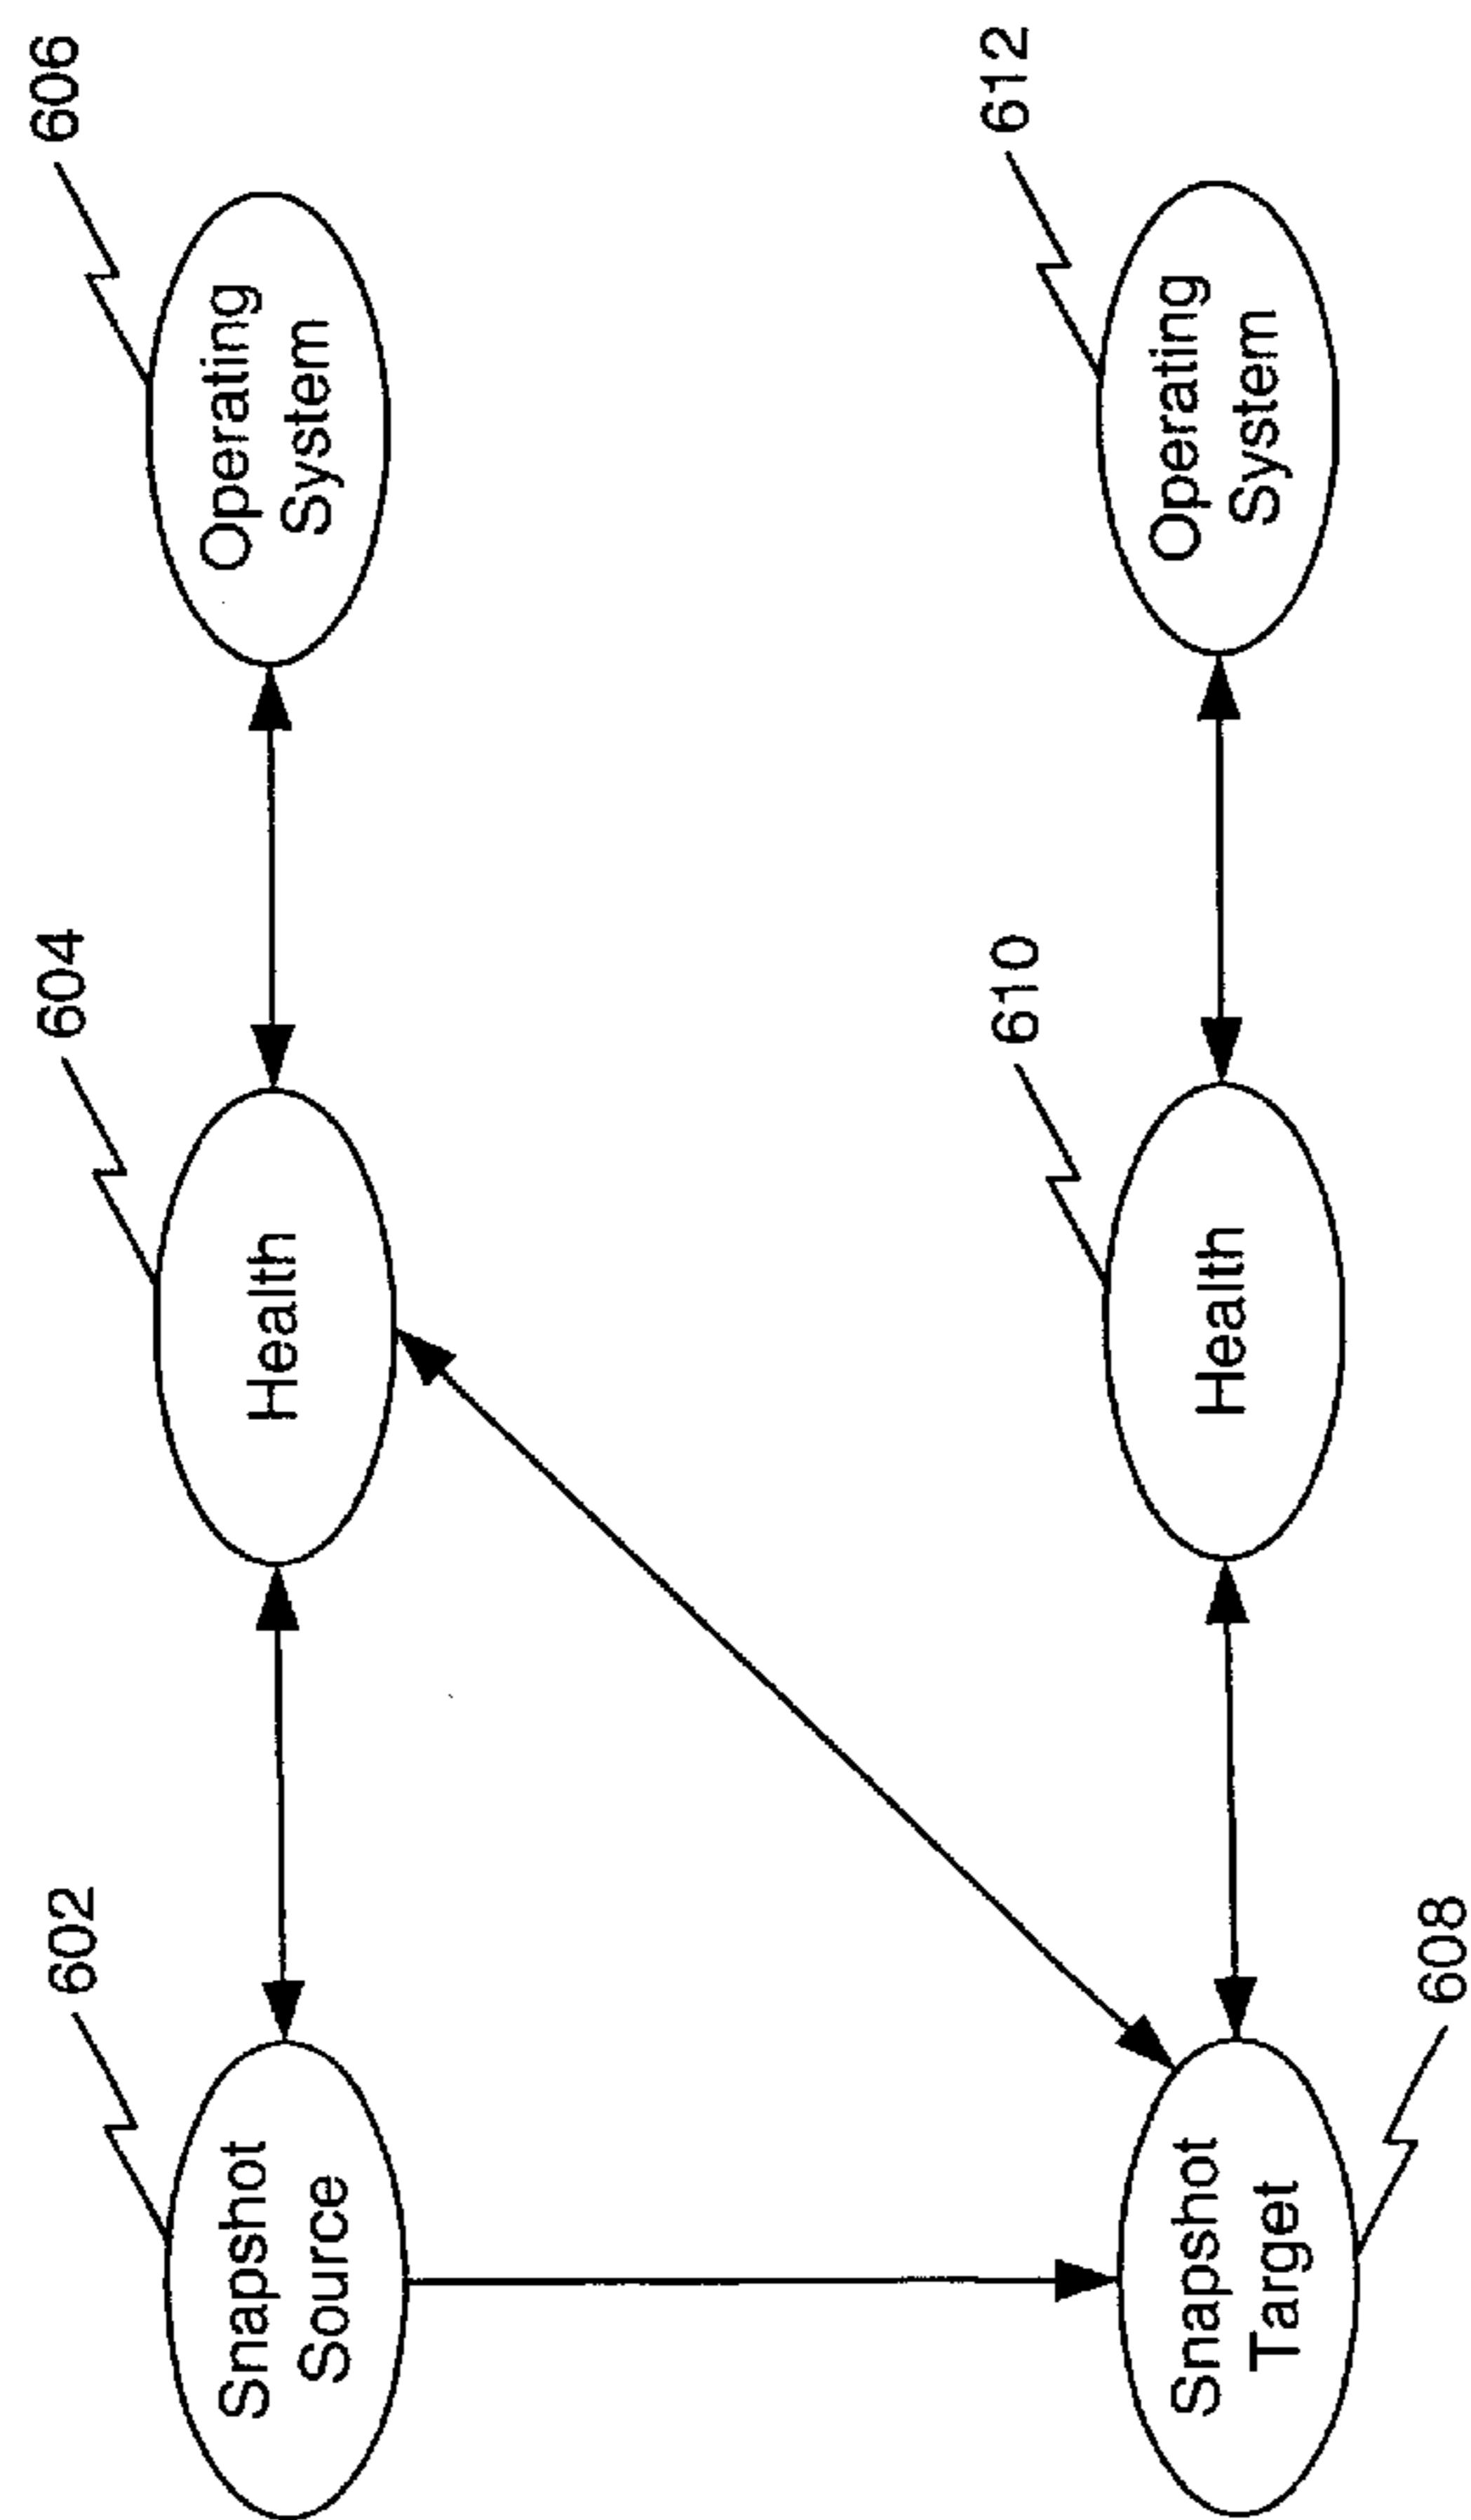 602
604
606
Snapshot
Source
Health
Operating
System
610
612
Snapshot
Target
Health
Operating
System
608